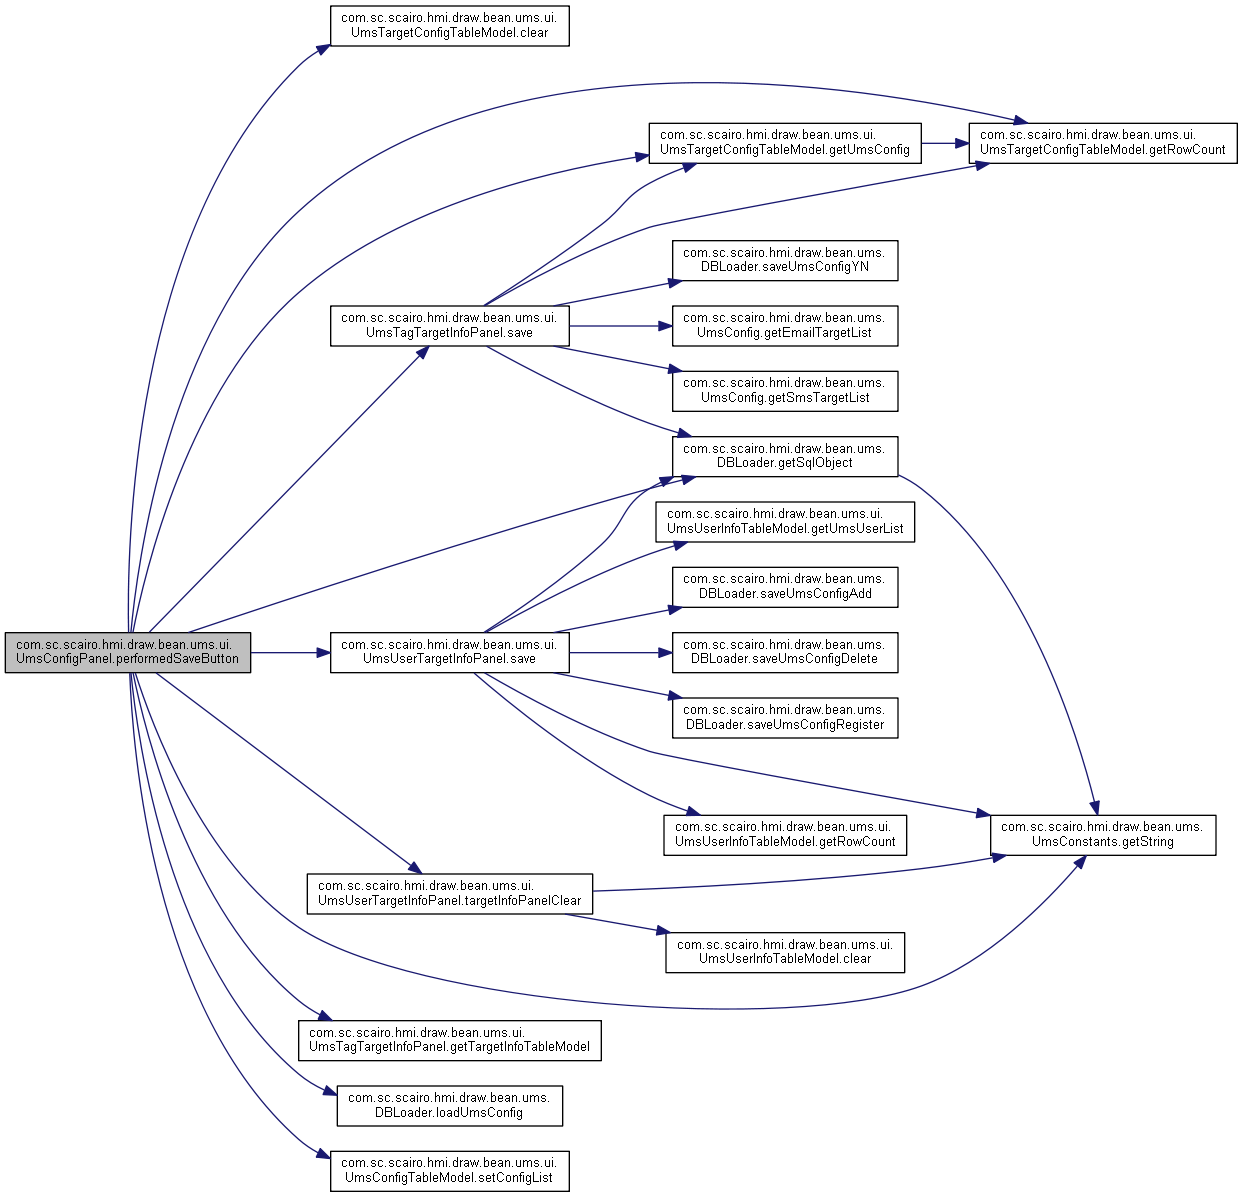 com.sc.scairo.hmi.draw.bean.ums.ui.
UmsTargetConfigTableModel.clear
com.sc.scairo.hmi.draw.bean.ums.ui.
UmsTargetConfigTableModel.getUmsConfig
com.sc.scairo.hmi.draw.bean.ums.ui.
UmsTargetConfigTableModel.getRowCount
com.sc.scairo.hmi.draw.bean.ums.
DBLoader.saveUmsConfigYN
com.sc.scairo.hmi.draw.bean.ums.ui.
UmsTagTargetInfoPanel.save
com.sc.scairo.hmi.draw.bean.ums.
UmsConfig.getEmailTargetList
com.sc.scairo.hmi.draw.bean.ums.
UmsConfig.getSmsTargetList
com.sc.scairo.hmi.draw.bean.ums.
DBLoader.getSqlObject
com.sc.scairo.hmi.draw.bean.ums.ui.
UmsUserInfoTableModel.getUmsUserList
com.sc.scairo.hmi.draw.bean.ums.
DBLoader.saveUmsConfigAdd
com.sc.scairo.hmi.draw.bean.ums.ui.
UmsConfigPanel.performedSaveButton
com.sc.scairo.hmi.draw.bean.ums.ui.
UmsUserTargetInfoPanel.save
com.sc.scairo.hmi.draw.bean.ums.
DBLoader.saveUmsConfigDelete
com.sc.scairo.hmi.draw.bean.ums.
DBLoader.saveUmsConfigRegister
com.sc.scairo.hmi.draw.bean.ums.ui.
UmsUserInfoTableModel.getRowCount
com.sc.scairo.hmi.draw.bean.ums.
UmsConstants.getString
com.sc.scairo.hmi.draw.bean.ums.ui.
UmsUserTargetInfoPanel.targetInfoPanelClear
com.sc.scairo.hmi.draw.bean.ums.ui.
UmsUserInfoTableModel.clear
com.sc.scairo.hmi.draw.bean.ums.ui.
UmsTagTargetInfoPanel.getTargetInfoTableModel
com.sc.scairo.hmi.draw.bean.ums.
DBLoader.loadUmsConfig
com.sc.scairo.hmi.draw.bean.ums.ui.
UmsConfigTableModel.setConfigList